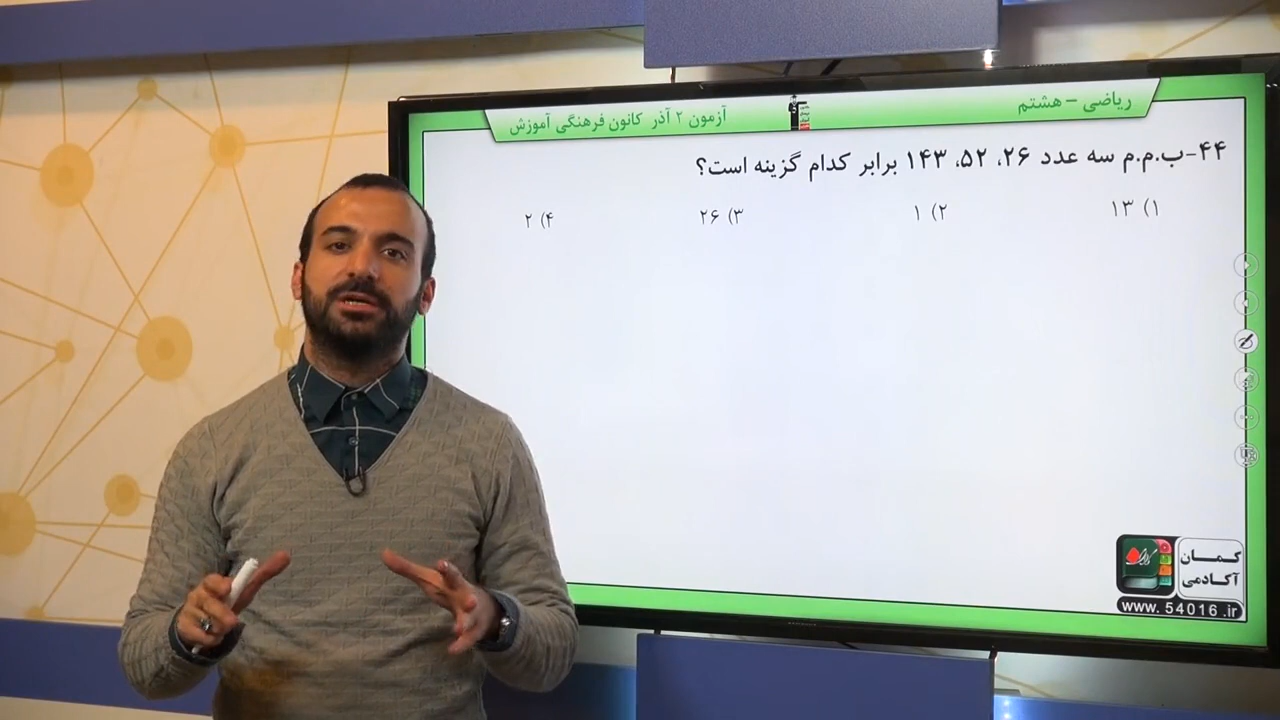 ریاضی – هشتم
آزمون ۲ آذر کانون فرهنگی آموزش
۴۴-ب.م.م سه عدد ۲۶، ۵۲، ۱۴۳ برابر کدام گزینه است؟
۱) ۱۳ ۲) ۱ ۳) ۲۶ ۴) ۲
کمان
آکادمی
www.54016.ir